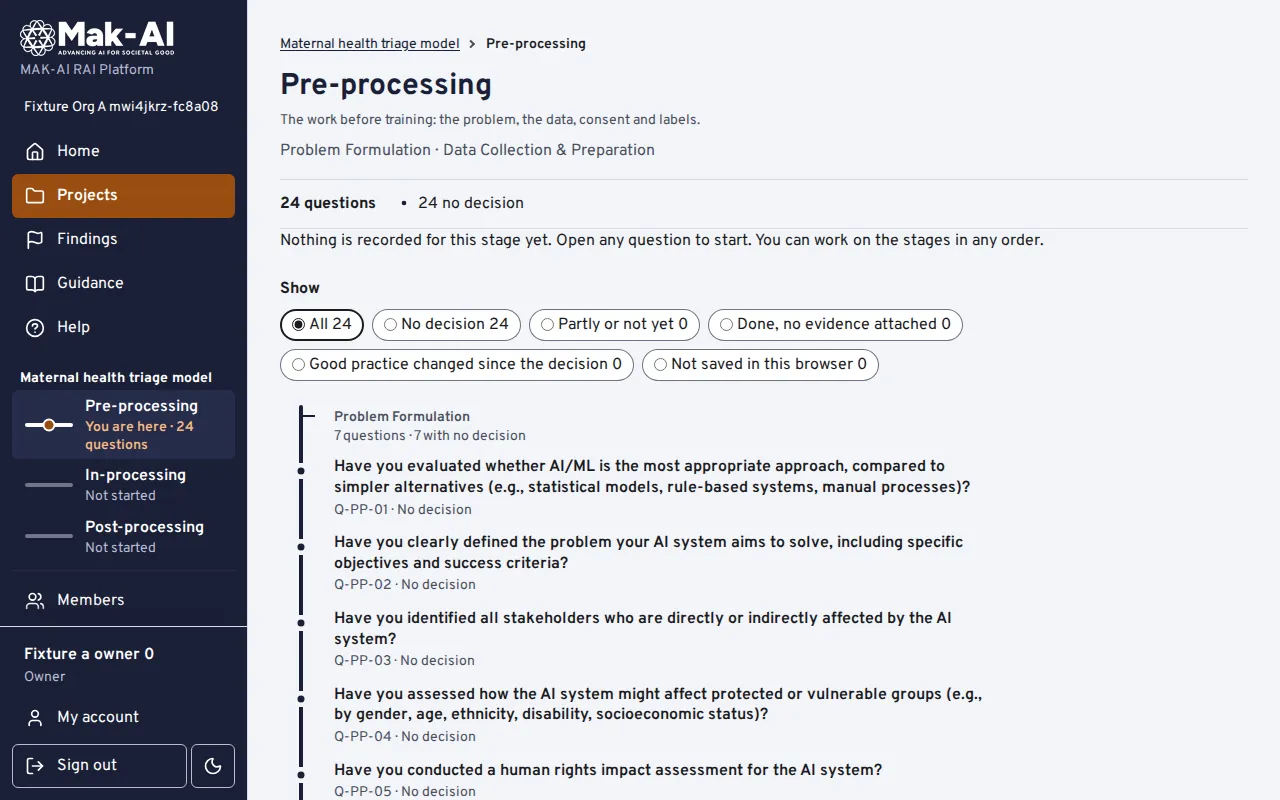 Mak-AI
ADVANCING AI FOR SOCIETAL GOOD
MAK-AI RAI Platform
Fixture Org A mwi4jkrz-fc8a08
Home
Projects
Findings
Guidance
Help
Maternal health triage model
Pre-processing
You are here · 24
questions
In-processing
Not started
Post-processing
Not started
Members
Fixture a owner 0
Owner
My account
Sign out
Maternal health triage model > Pre-processing
Pre-processing
The work before training: the problem, the data, consent and labels.
Problem Formulation · Data Collection & Preparation
24 questions • 24 no decision
Nothing is recorded for this stage yet. Open any question to start. You can work on the stages in any order.
Show
All 24 No decision 24 Partly or not yet 0 Done, no evidence attached 0
Good practice changed since the decision 0 Not saved in this browser 0
Problem Formulation
7 questions · 7 with no decision
Have you evaluated whether AI/ML is the most appropriate approach, compared to
simpler alternatives (e.g., statistical models, rule-based systems, manual processes)?
Q-PP-01 · No decision
Have you clearly defined the problem your AI system aims to solve, including specific
objectives and success criteria?
Q-PP-02 · No decision
Have you identified all stakeholders who are directly or indirectly affected by the AI
system?
Q-PP-03 · No decision
Have you assessed how the AI system might affect protected or vulnerable groups (e.g.,
by gender, age, ethnicity, disability, socioeconomic status)?
Q-PP-04 · No decision
Have you conducted a human rights impact assessment for the AI system?
Q-PP-05 · No decision